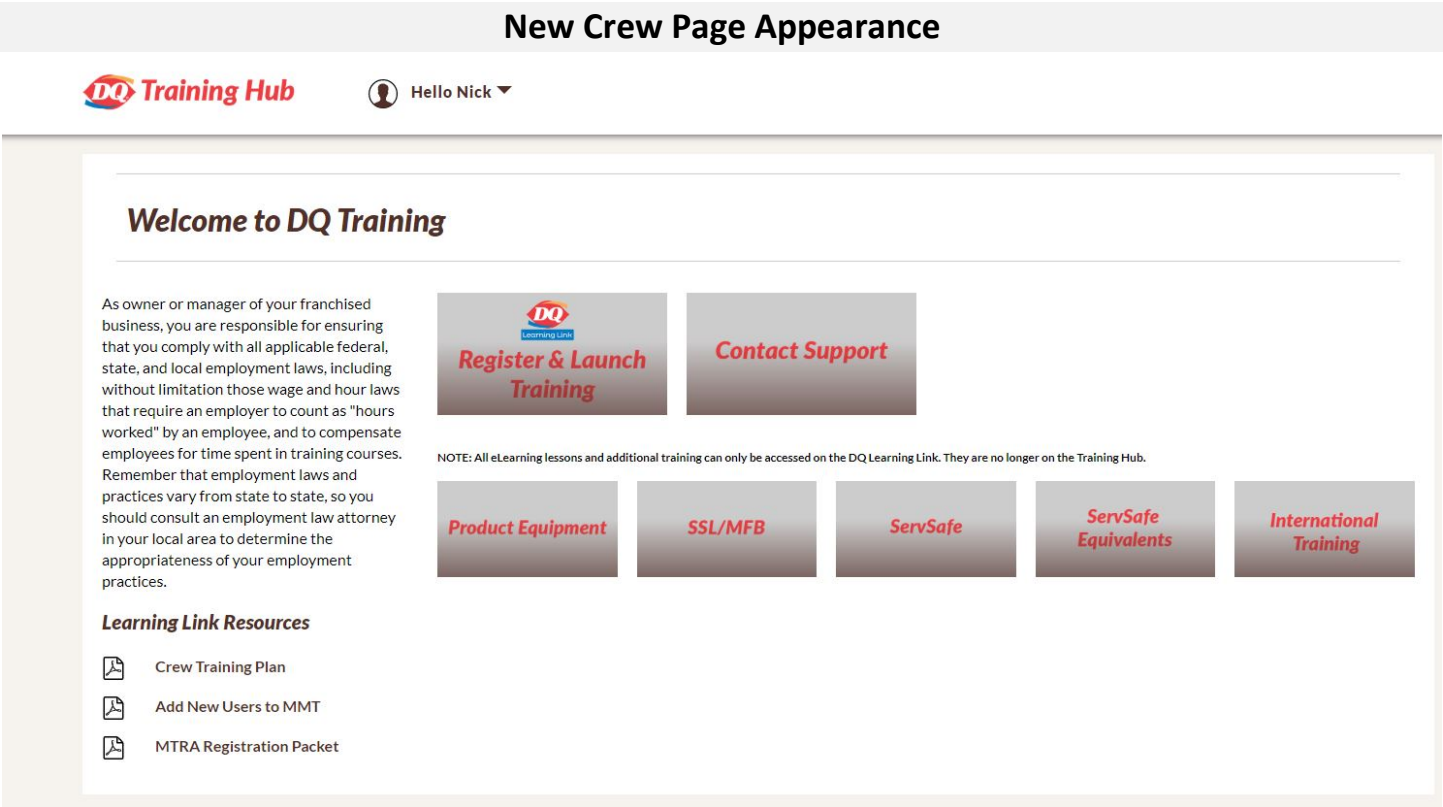 New Crew Page Appearance
DQ Training Hub
Hello Nick
Welcome to DQ Training
As owner or manager of your franchised
business, you are responsible for ensuring
that you comply with all applicable federal,
state, and local employment laws, including
without limitation those wage and hour laws
that require an employer to count as "hours
worked" by an employee, and to compensate
employees for time spent in training courses.
Remember that employment laws and
practices vary from state to state, so you
should consult an employment law attorney
in your local area to determine the
appropriateness of your employment
practices.
Learning Link Resources
Crew Training Plan
Add New Users to MMT
MTRA Registration Packet
DQ
Learning Link
Register & Launch
Training
Contact Support
NOTE: All eLearning lessons and additional training can only be accessed on the DQ Learning Link. They are no longer on the Training Hub.
Product Equipment
SSL/MFB
ServSafe
ServSafe
Equivalents
International
Training